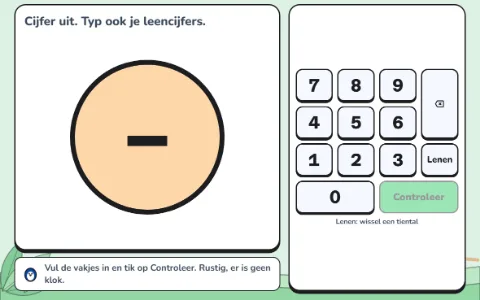 Cijfer uit. Typ ook je leencijfers.
−
7 8 9
4 5 6
1 2 3 Lenen
0 Controleer
Lenen: wissel een tiental
Vul de vakjes in en tik op Controleer. Rustig, er is geen
klok.